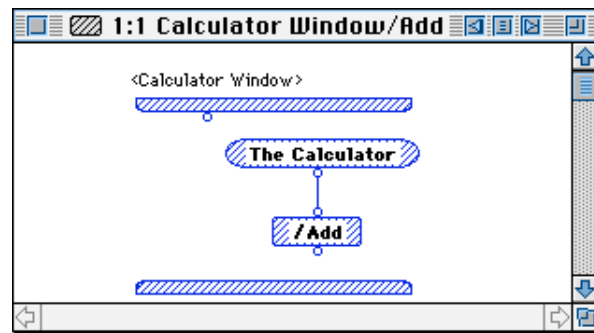 1:1 Calculator Window/Add
<Calculator Window>
The Calculator
/Add